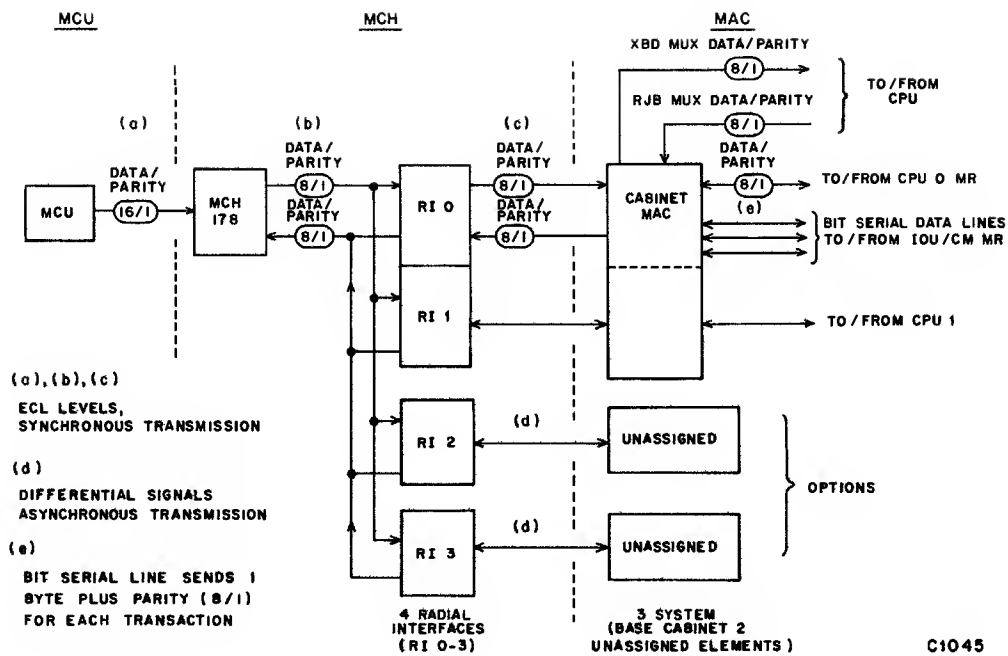 MCU
MCH
MAC
XBD MUX DATA/PARITY
8/1
RJB MUX DATA/PARITY
8/1
TO/FROM
CPU
(a)
DATA/
PARITY
16/1
MCU
MCH
178
(b)
DATA/
PARITY
8/1
DATA/
PARITY
8/1
RI 0
RI 1
(c)
DATA/
PARITY
8/1
DATA/
PARITY
8/1
CABINET
MAC
DATA/
PARITY
8/1
(e)
TO/FROM CPU 0 MR
BIT SERIAL DATA LINES
TO/FROM IOU/CM MR
TO/FROM CPU 1
RI 2
(d)
UNASSIGNED
RI 3
(d)
UNASSIGNED
OPTIONS
(a),(b),(c)
ECL LEVELS,
SYNCHRONOUS TRANSMISSION
(d)
DIFFERENTIAL SIGNALS
ASYNCHRONOUS TRANSMISSION
(e)
BIT SERIAL LINE SENDS 1
BYTE PLUS PARITY (8/1)
FOR EACH TRANSACTION
4 RADIAL
INTERFACES
(RI 0-3)
3 SYSTEM
(BASE CABINET 2
UNASSIGNED ELEMENTS)
C1045